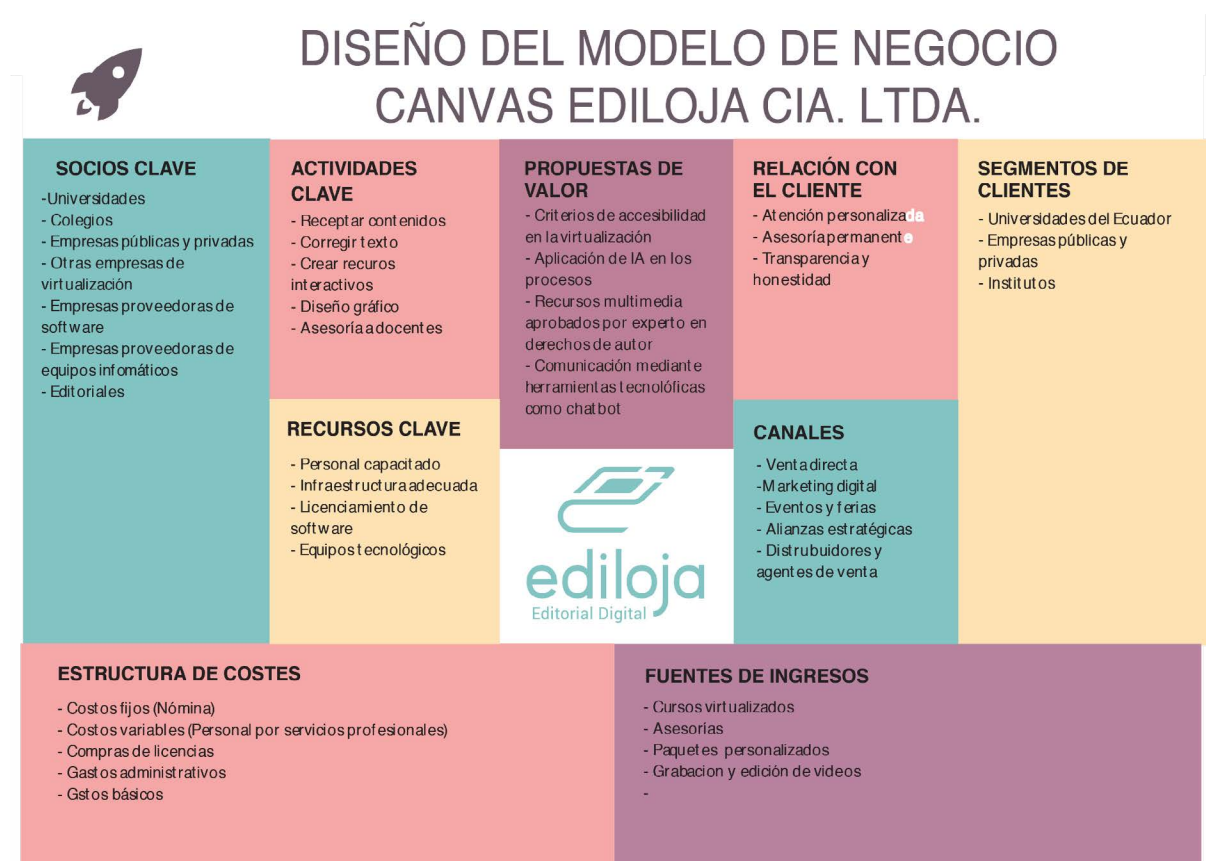 DISEÑO DEL MODELO DE NEGOCIO
CANVAS EDILOJA CIA. LTDA.
SOCIOS CLAVE
-Universidades
- Colegios
- Empresas públicas y privadas
- Otras empresas de
virtualización
- Empresas proveedoras de
software
- Empresas proveedoras de
equipos infomáticos
- Editoriales
ACTIVIDADES
CLAVE
- Receptar contenidos
- Corregir texto
- Crear recuros
interactivos
- Diseño gráfico
- Asesoría a docentes
RECURSOS CLAVE
- Personal capacitado
- Infraestructura adecuada
- Licenciamiento de
software
- Equipos tecnológicos
PROPUESTAS DE
VALOR
- Criterios de accesibilidad
en la virtualización
- Aplicación de IA en los
procesos
- Recursos multimedia
aprobados por experto en
derechos de autor
- Comunicación mediante
herramientas tecnolóficas
como chatbot
ediloja
Editorial Digital
RELACIÓN CON
EL CLIENTE
- Atención personalizada
- Asesoría permanente
- Transparencia y
honestidad
CANALES
- Venta directa
-Marketing digital
- Eventos y ferias
- Alianzas estratégicas
- Distrubuidores y
agentes de venta
SEGMENTOS DE
CLIENTES
- Universidades del Ecuador
- Empresas públicas y
privadas
- Institutos
ESTRUCTURA DE COSTES
- Costos fijos (Nómina)
- Costos variables (Personal por servicios profesionales)
- Compras de licencias
- Gastos administrativos
- Gstos básicos
FUENTES DE INGRESOS
- Cursos virtualizados
- Asesorías
- Paquetes personalizados
- Grabacion y edición de videos
-